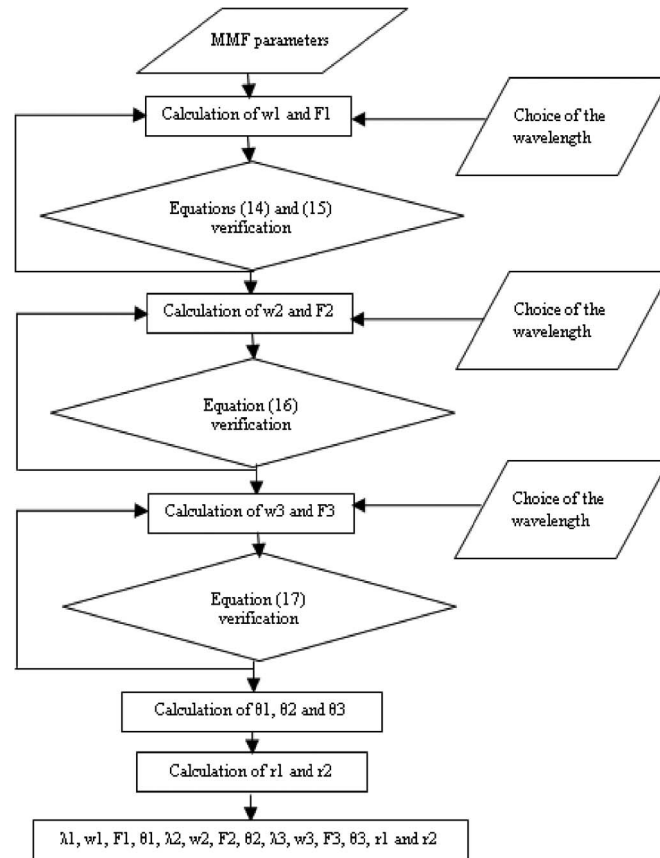 MMF parameters
Calculation of w1 and F1
Choice of the
wavelength
Equations (14) and (15)
verification
Calculation of w2 and F2
Choice of the
wavelength
Equation (16)
verification
Calculation of w3 and F3
Choice of the
wavelength
Equation (17)
verification
Calculation of θ1, θ2 and θ3
Calculation of r1 and r2
λ1, w1, F1, θ1, λ2, w2, F2, θ2, λ3, w3, F3, θ3, r1 and r2